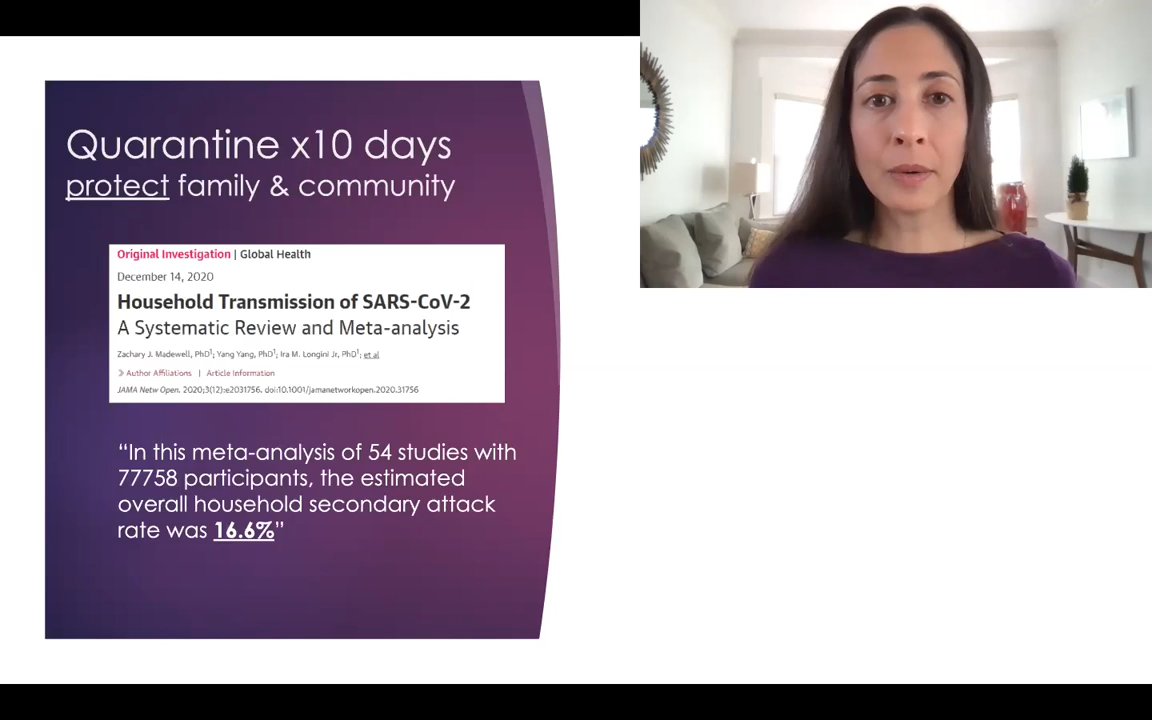 Quarantine x10 days
protect family & community
Original Investigation | Global Health
December 14, 2020
Household Transmission of SARS-CoV-2
A Systematic Review and Meta-analysis
Zachary J. Madewell, PhD1; Yang Yang, PhD1; Ira M. Longini Jr, PhD1; et al
» Author Affiliations | Article Information
JAMA Netw Open. 2020;3(12):e2031756. doi:10.1001/jamanetworkopen.2020.31756
“In this meta-analysis of 54 studies with
77758 participants, the estimated
overall household secondary attack
rate was 16.6%”